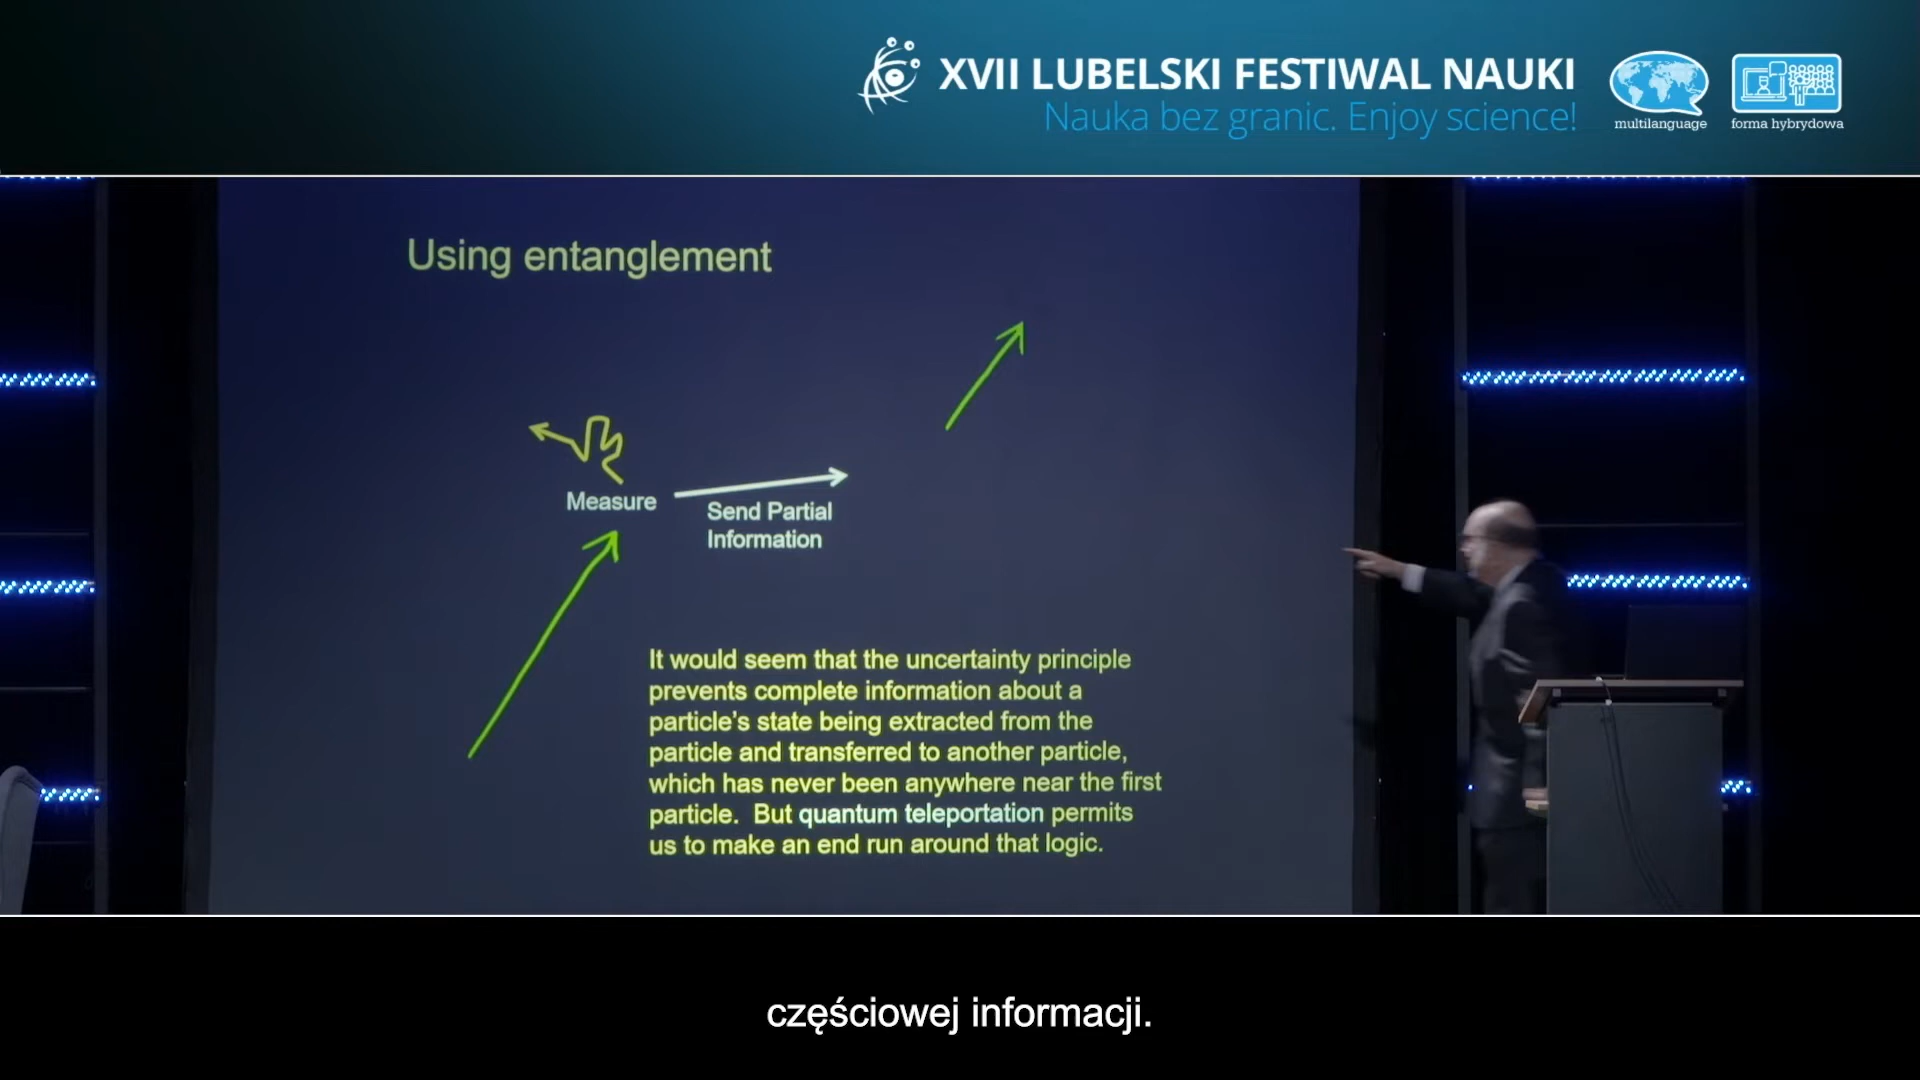 XVII LUBELSKI FESTIWAL NAUKI
Nauka bez granic. Enjoy science!
multilanguage
forma hybrydowa
Using entanglement
Measure
Send Partial
Information
It would seem that the uncertainty principle
prevents complete information about a
particle’s state being extracted from the
particle and transferred to another particle,
which has never been anywhere near the first
particle.  But quantum teleportation permits
us to make an end run around that logic.
częściowej informacji.